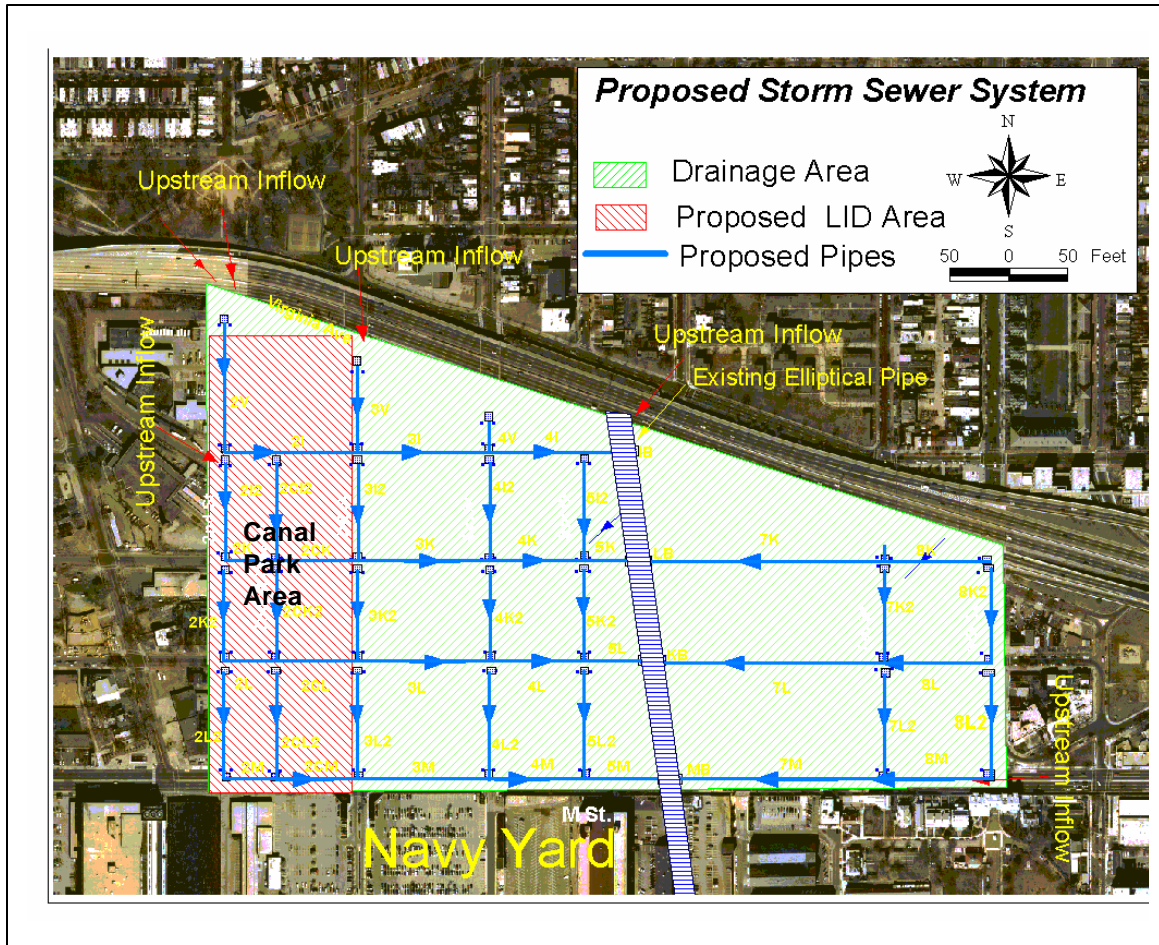 Proposed Storm Sewer System
N
W E
S
Drainage Area
Proposed LID Area
Proposed Pipes
50 0 50 Feet
Upstream Inflow
Upstream Inflow
Upstream Inflow
Upstream Inflow
Existing Elliptical Pipe
Virginia Ave
2V
3V
4V
2I
3I
4I
IB
2I2
2CI2
3I2
4I2
5I2
Canal
Park
Area
2CK
3K
4K
5K
LB
7K
8K
2K2
2CK2
3K2
4K2
5K2
7K2
8K2
2L
2CL
3L
4L
5L
KB
7L
8L
2L2
2CL2
3L2
4L2
5L2
7L2
8L2
2M
2CM
3M
4M
5M
MB
7M
8M
Upstream Inflow
M St.
Navy Yard